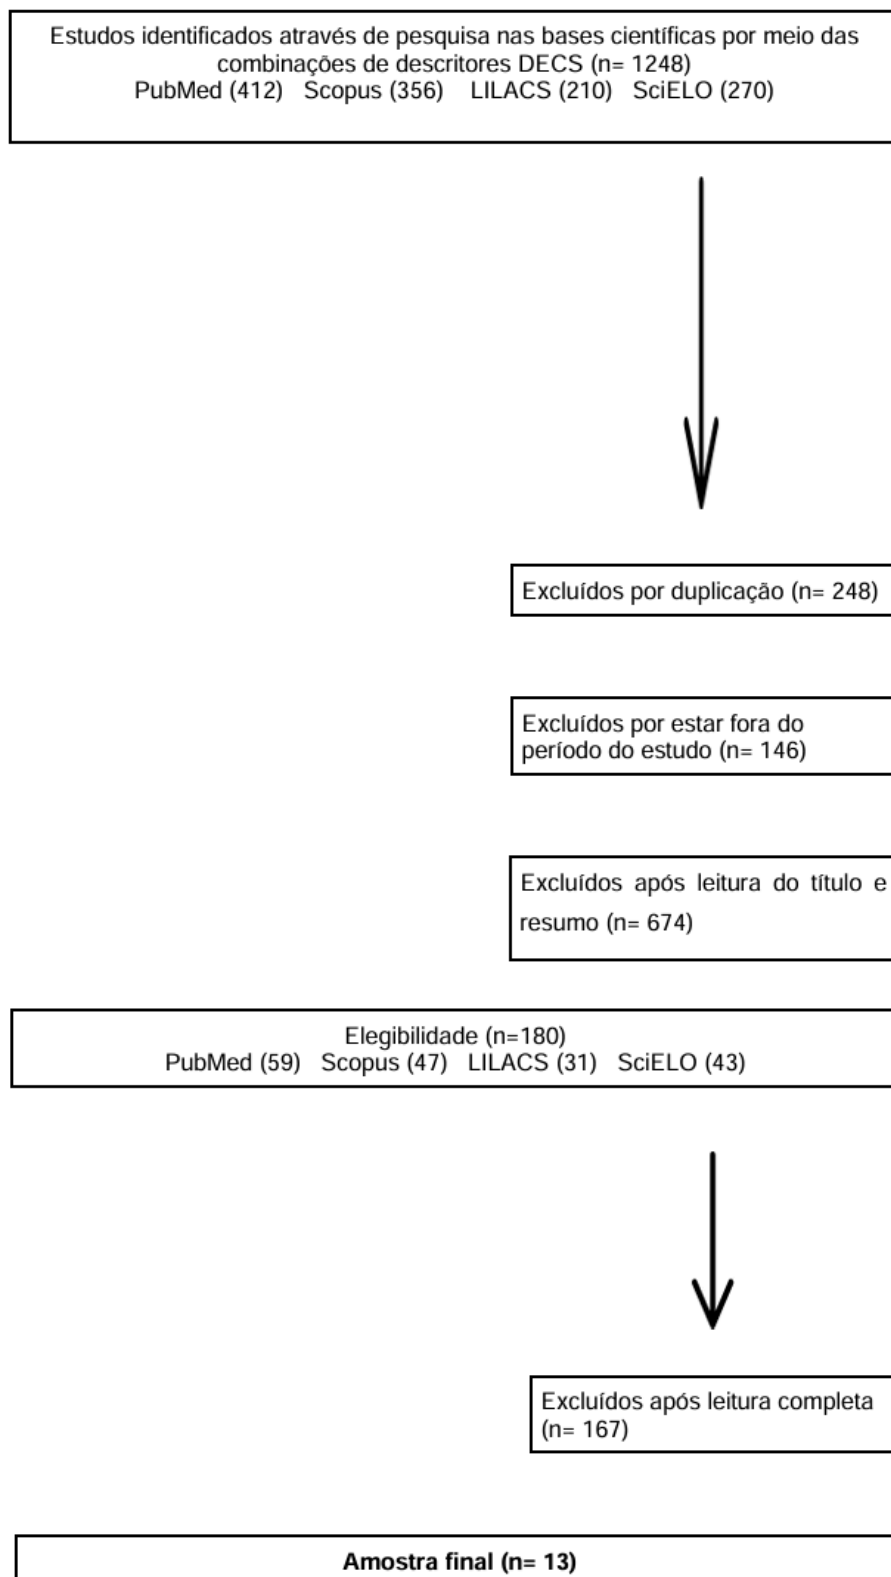 Estudos identificados através de pesquisa nas bases científicas por meio das
combinações de descritores DECS (n= 1248)
PubMed (412) Scopus (356) LILACS (210) SciELO (270)
Excluídos por duplicação (n= 248)
Excluídos por estar fora do
período do estudo (n= 146)
Excluídos após leitura do título e
resumo (n= 674)
Elegibilidade (n=180)
PubMed (59) Scopus (47) LILACS (31) SciELO (43)
Excluídos após leitura completa
(n= 167)
Amostra final (n= 13)